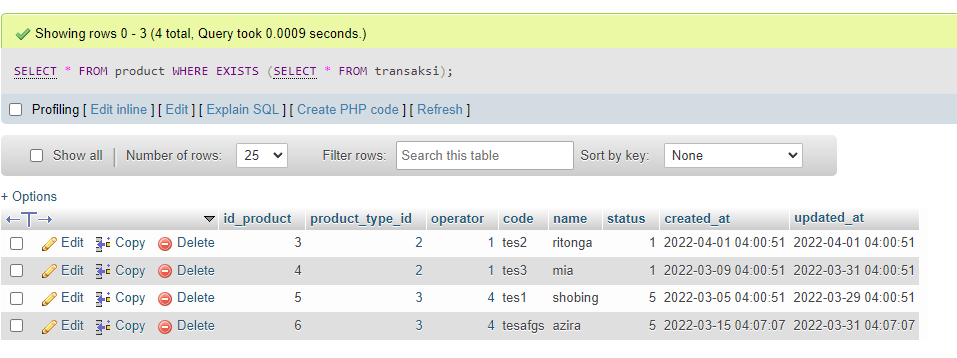 Showing rows 0 - 3 (4 total, Query took 0.0009 seconds.)
SELECT * FROM product WHERE EXISTS (SELECT * FROM transaksi);
Profiling [ Edit inline ] [ Edit ] [ Explain SQL ] [ Create PHP code ] [ Refresh ]
Show all Number of rows: 25 Filter rows: Search this table Sort by key: None
+ Options
id_product product_type_id operator code name status created_at updated_at
Edit Copy Delete 3 2 1 tes2 ritonga 1 2022-04-01 04:00:51 2022-04-01 04:00:51
Edit Copy Delete 4 2 1 tes3 mia 1 2022-03-09 04:00:51 2022-03-31 04:00:51
Edit Copy Delete 5 3 4 tes1 shobing 5 2022-03-05 04:00:51 2022-03-29 04:00:51
Edit Copy Delete 6 3 4 tesafgs azira 5 2022-03-15 04:07:07 2022-03-31 04:07:07